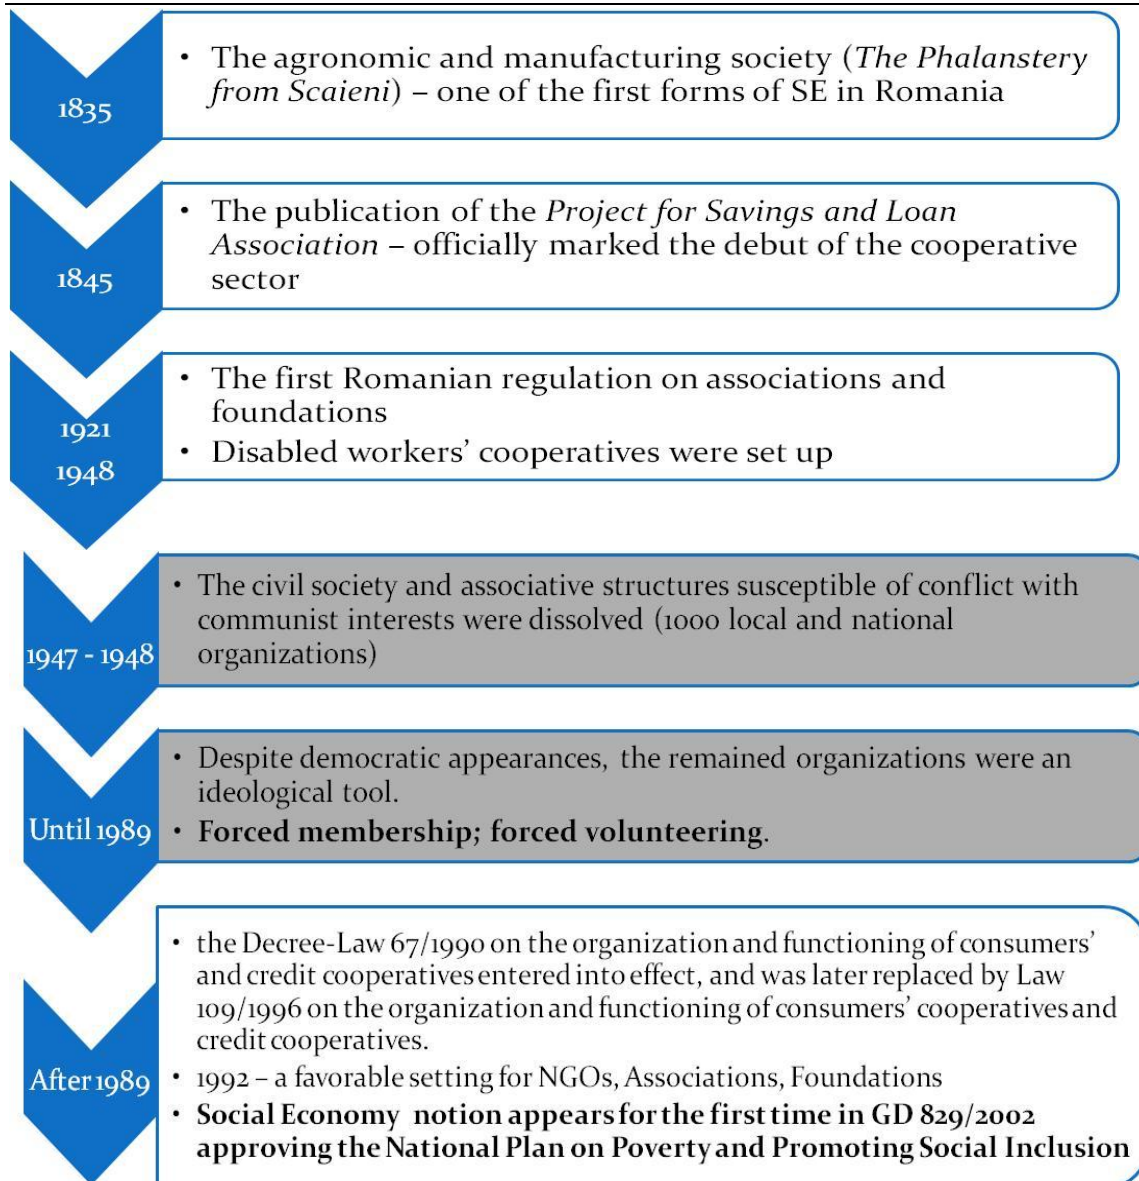 1835
• The agronomic and manufacturing society (The Phalanstery
from Scaieni) – one of the first forms of SE in Romania
1845
• The publication of the Project for Savings and Loan
Association – officially marked the debut of the cooperative
sector
1921
1948
• The first Romanian regulation on associations and
foundations
• Disabled workers’ cooperatives were set up
1947 - 1948
• The civil society and associative structures susceptible of conflict with
communist interests were dissolved (1000 local and national
organizations)
Until 1989
• Despite democratic appearances, the remained organizations were an
ideological tool.
• Forced membership; forced volunteering.
After 1989
• the Decree-Law 67/1990 on the organization and functioning of consumers’
and credit cooperatives entered into effect, and was later replaced by Law
109/1996 on the organization and functioning of consumers’ cooperatives and
credit cooperatives.
• 1992 – a favorable setting for NGOs, Associations, Foundations
• Social Economy notion appears for the first time in GD 829/2002
approving the National Plan on Poverty and Promoting Social Inclusion